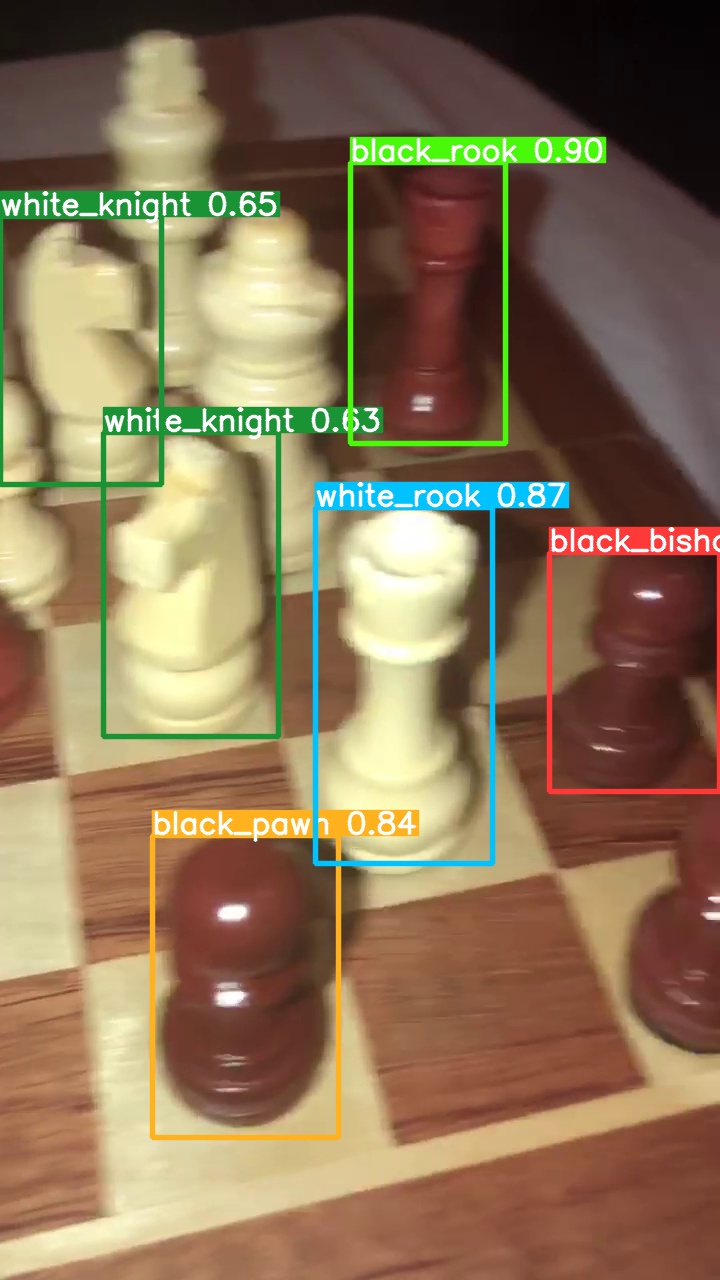 black_rook 0.90
white_knight 0.65
white_knight 0.63
white_rook 0.87
black_bisho
black_pawn 0.84